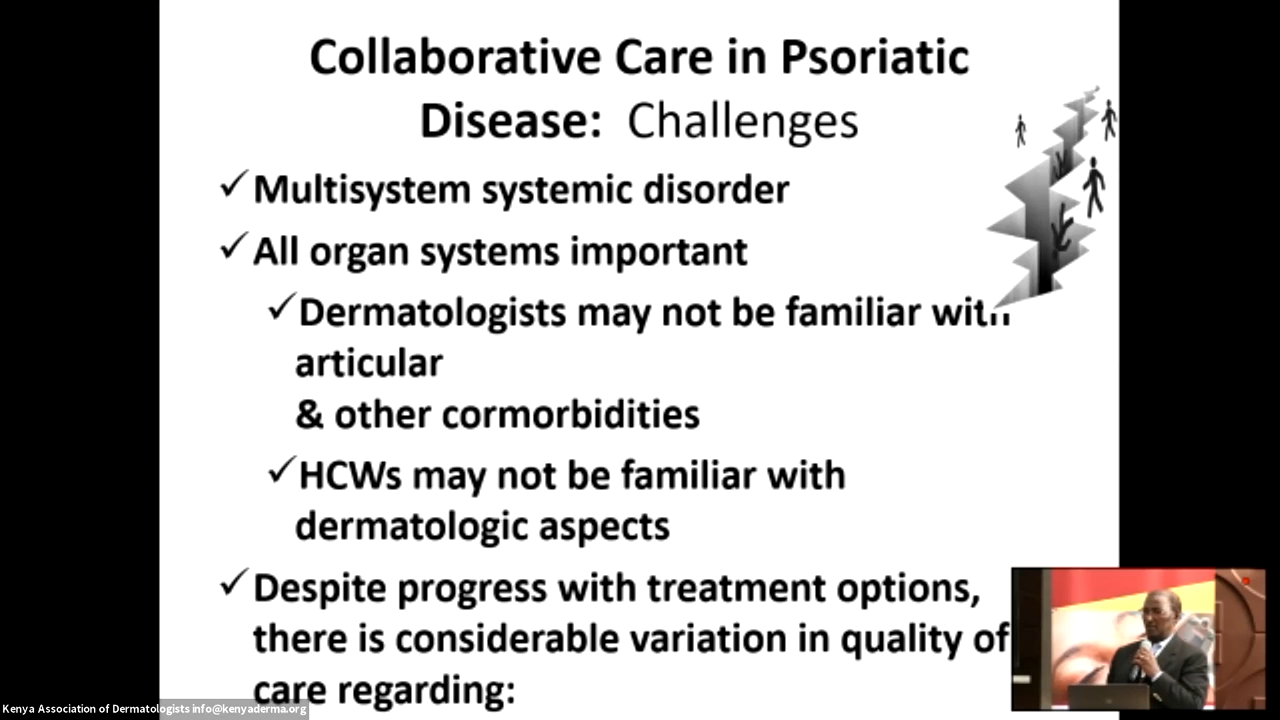 Collaborative Care in Psoriatic
Disease: Challenges
✓Multisystem systemic disorder
✓All organ systems important
✓Dermatologists may not be familiar with
articular
& other cormorbidities
✓HCWs may not be familiar with
dermatologic aspects
✓Despite progress with treatment options,
there is considerable variation in quality of
care regarding:
Kenya Association of Dermatologists info@kenyaderma.org